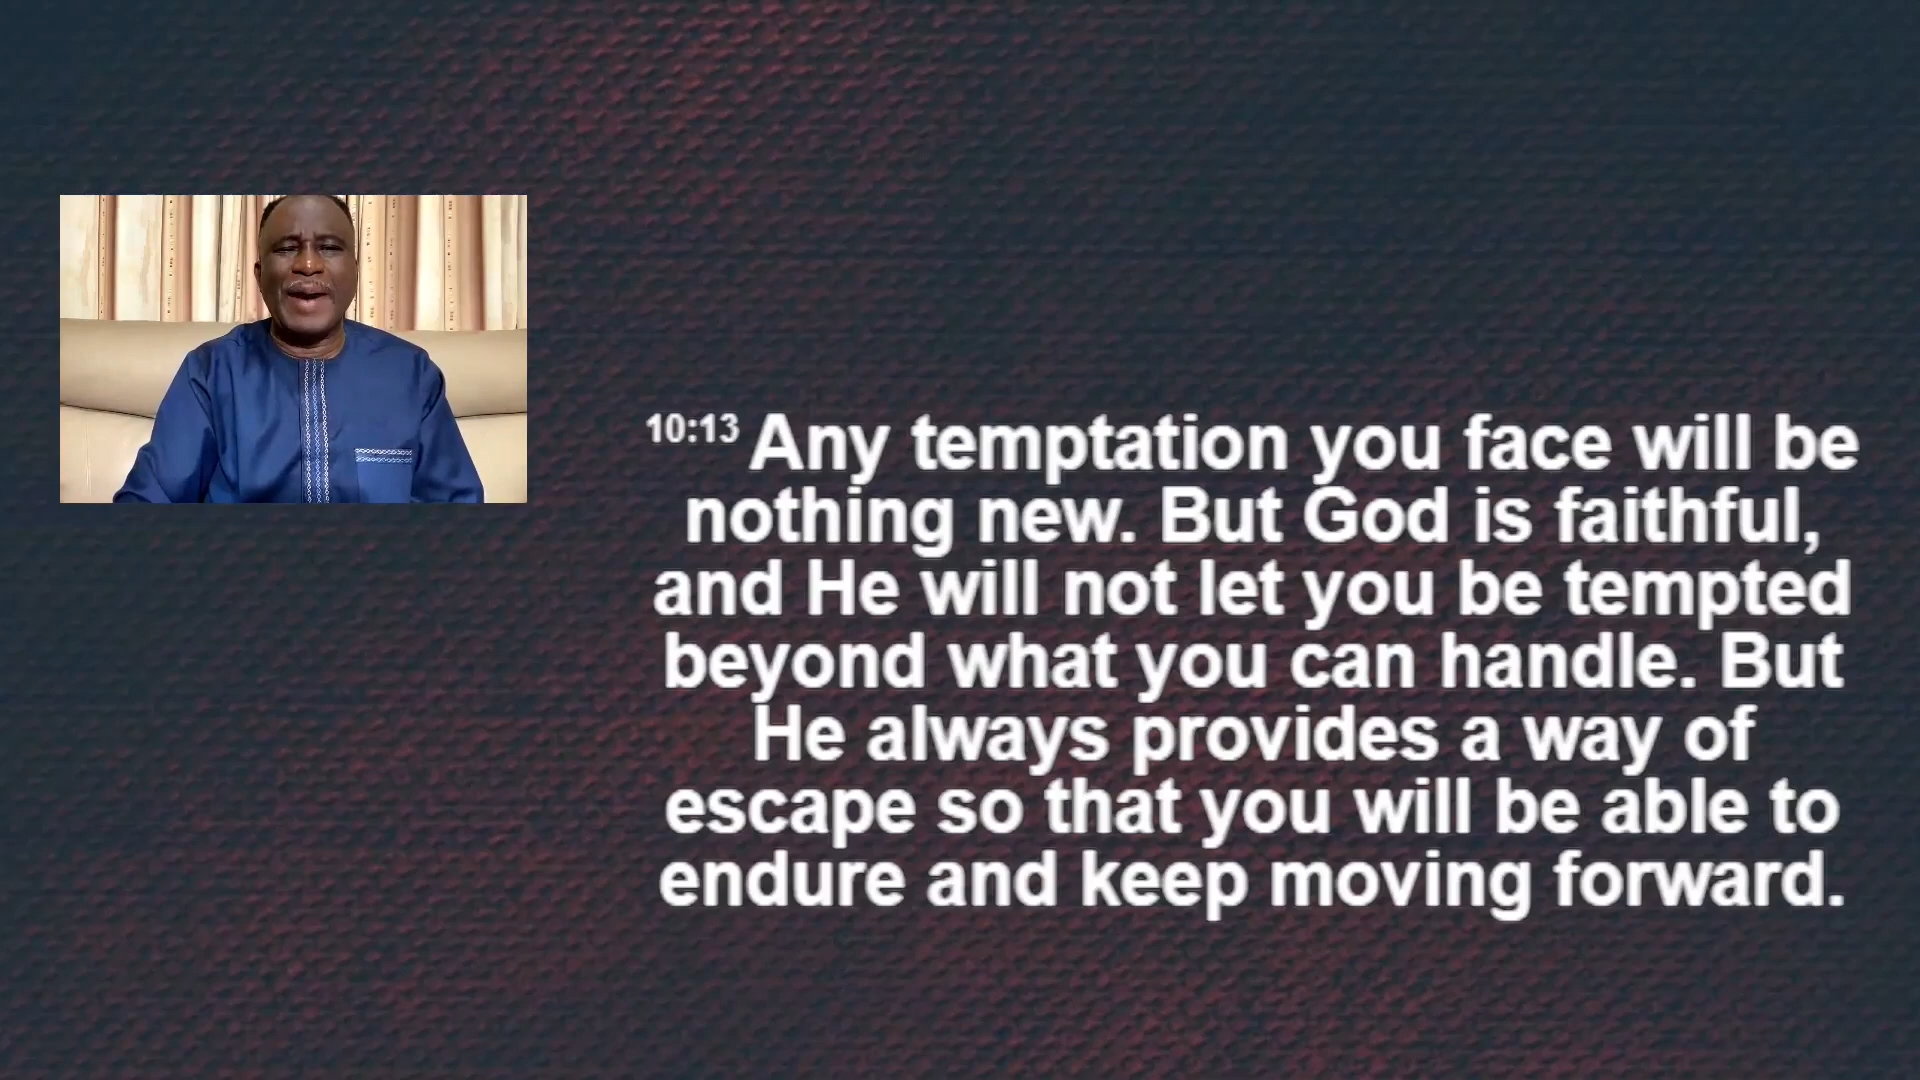 10:13 Any temptation you face will be
nothing new. But God is faithful,
and He will not let you be tempted
beyond what you can handle. But
He always provides a way of
escape so that you will be able to
endure and keep moving forward.